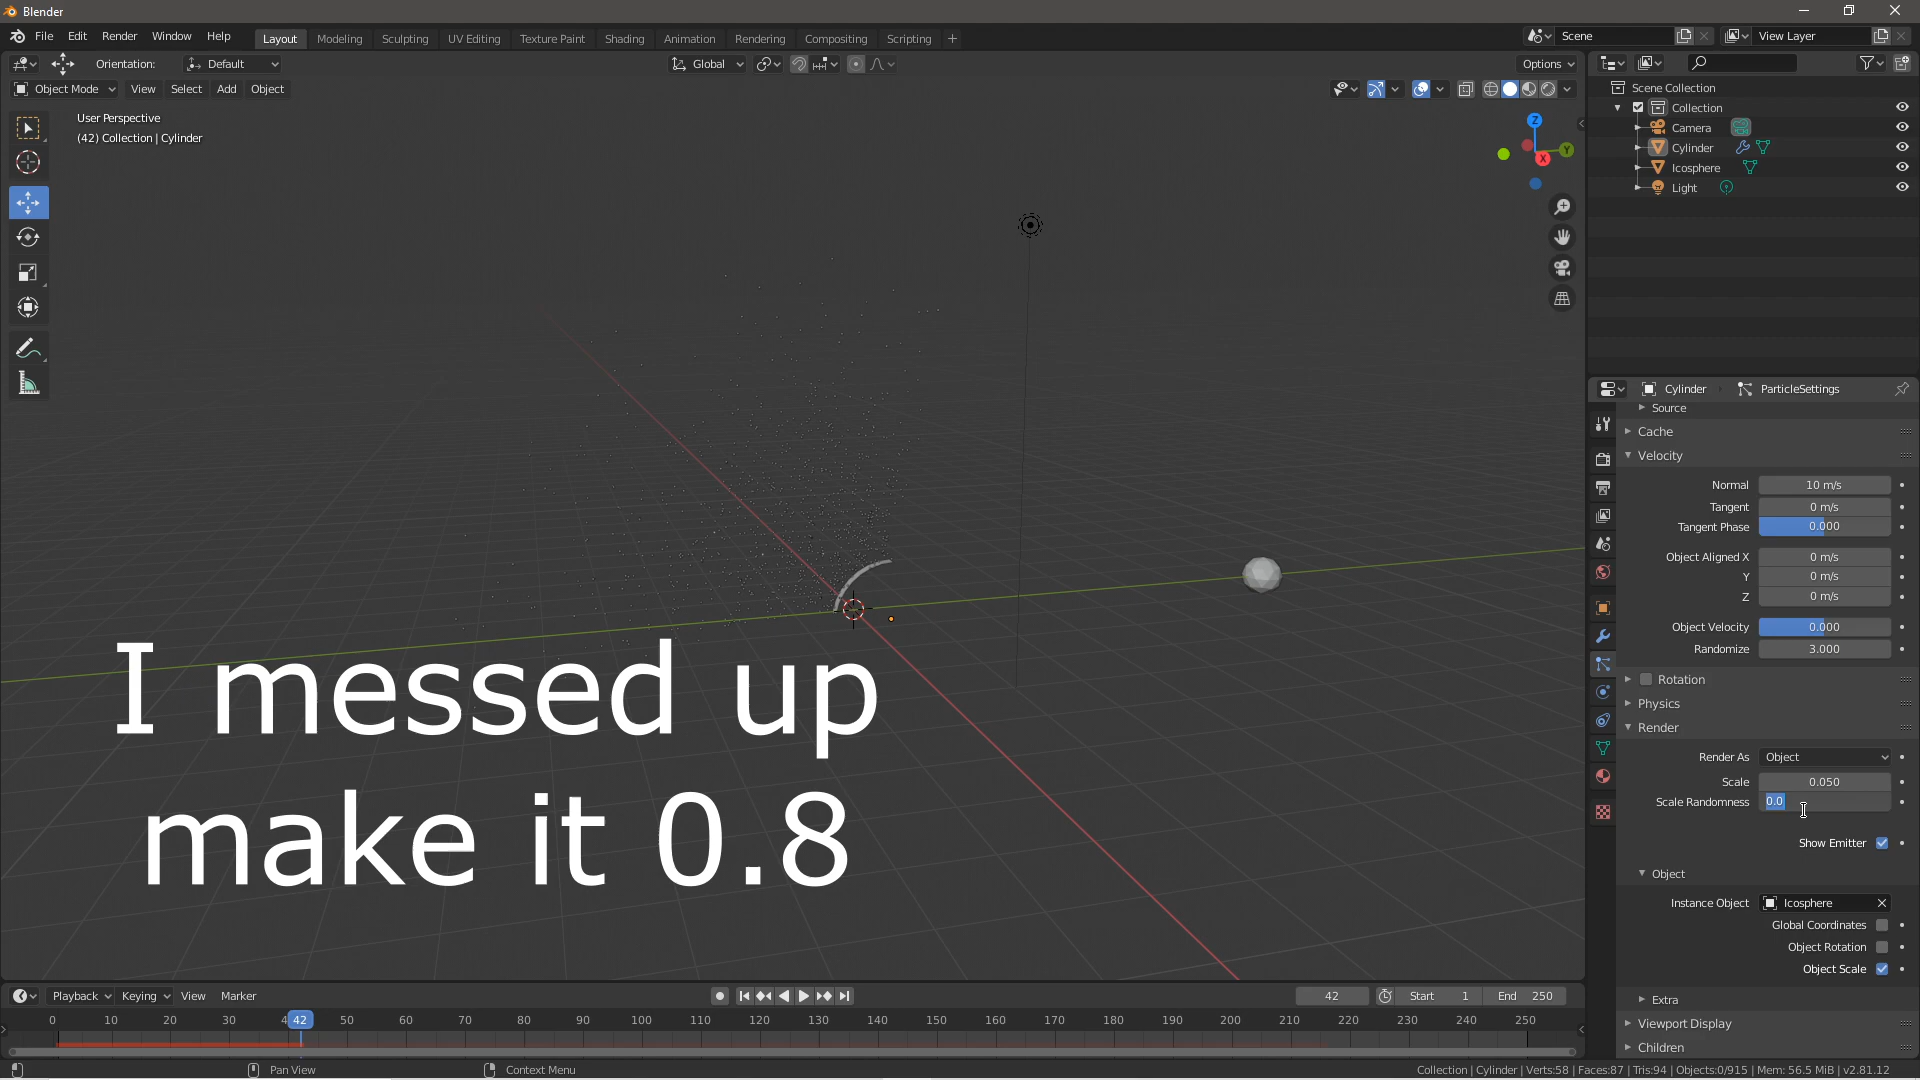 Blender
File Edit Render Window Help Layout Modeling Sculpting UV Editing Texture Paint Shading Animation Rendering Compositing Scripting + Scene View Layer
Orientation: Default Global Options
Object Mode View Select Add Object
User Perspective
(42) Collection | Cylinder
Z
Y
X
Scene Collection
Collection
Camera
Cylinder
Icosphere
Light
Cylinder ParticleSettings
Source
Cache
Velocity
Normal 10 m/s
Tangent 0 m/s
Tangent Phase 0.000
Object Aligned X 0 m/s
Y 0 m/s
Z 0 m/s
Object Velocity 0.000
Randomize 3.000
Rotation
Physics
Render
Render As Object
Scale 0.050
Scale Randomness 0.0
Show Emitter
Object
Instance Object Icosphere
Global Coordinates
Object Rotation
Object Scale
Extra
Viewport Display
Children
I messed up
make it 0.8
Playback Keying View Marker 42 Start 1 End 250
0 10 20 30 4 42 50 60 70 80 90 100 110 120 130 140 150 160 170 180 190 200 210 220 230 240 250
Pan View Context Menu Collection | Cylinder | Verts:58 | Faces:87 | Tris:94 | Objects:0/915 | Mem: 56.5 MiB | v2.81.12